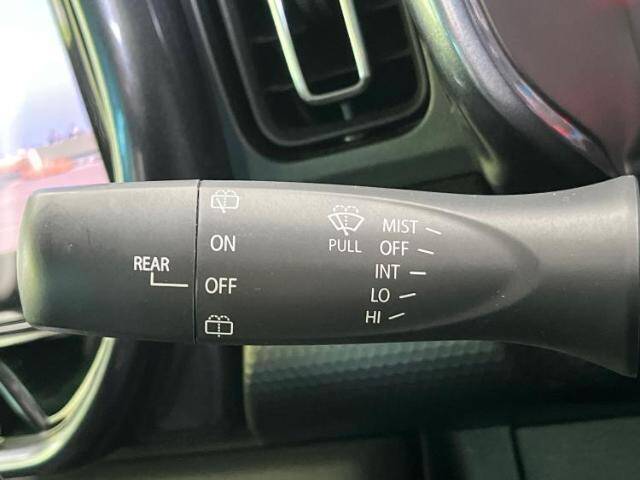 REAR
ON
OFF
PULL
MIST
OFF
INT
LO
HI